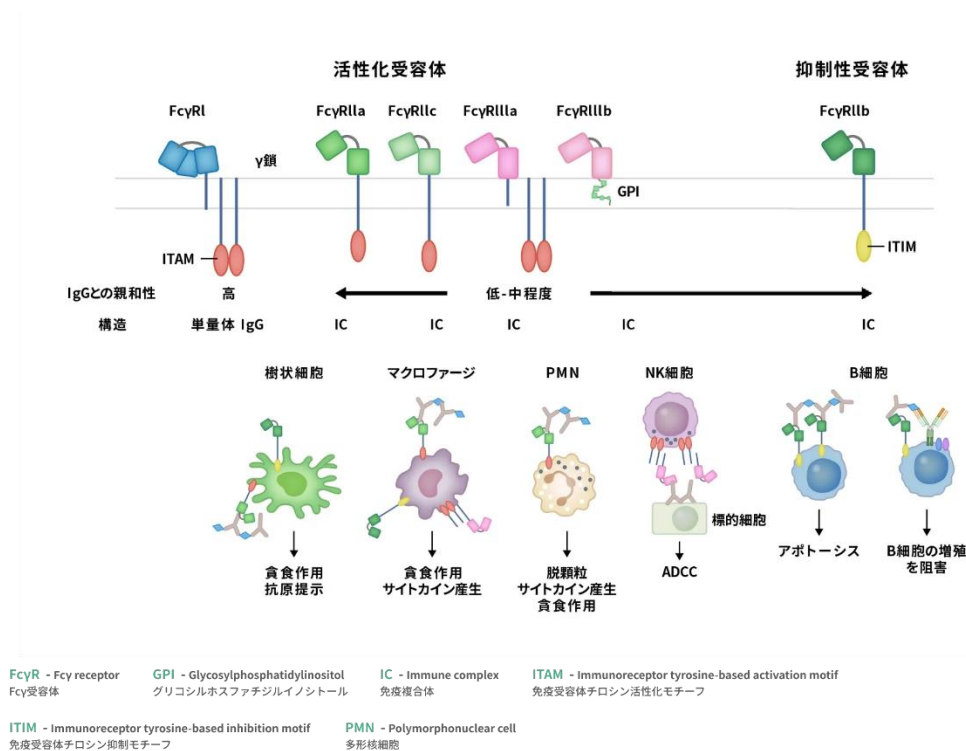 活性化受容体 抑制性受容体
FcγRl FcγRlla FcγRllc FcγRllla FcγRlllb FcγRllb
γ鎖
GPI
ITAM ITIM
IgGとの親和性 高 低-中程度
構造 単量体 IgG IC IC IC IC IC
樹状細胞 マクロファージ PMN NK細胞 B細胞
標的細胞
貪食作用
抗原提示
貪食作用
サイトカイン産生
脱顆粒
サイトカイン産生
貪食作用
ADCC
アポトーシス
B細胞の増殖
を阻害
FcγR - Fcγ receptor GPI - Glycosylphosphatidylinositol IC - Immune complex ITAM - Immunoreceptor tyrosine-based activation motif
Fcγ受容体 グリコシルホスファチジルイノシトール 免疫複合体 免疫受容体チロシン活性化モチーフ
ITIM - Immunoreceptor tyrosine-based inhibition motif PMN - Polymorphonuclear cell
免疫受容体チロシン抑制モチーフ 多形核細胞